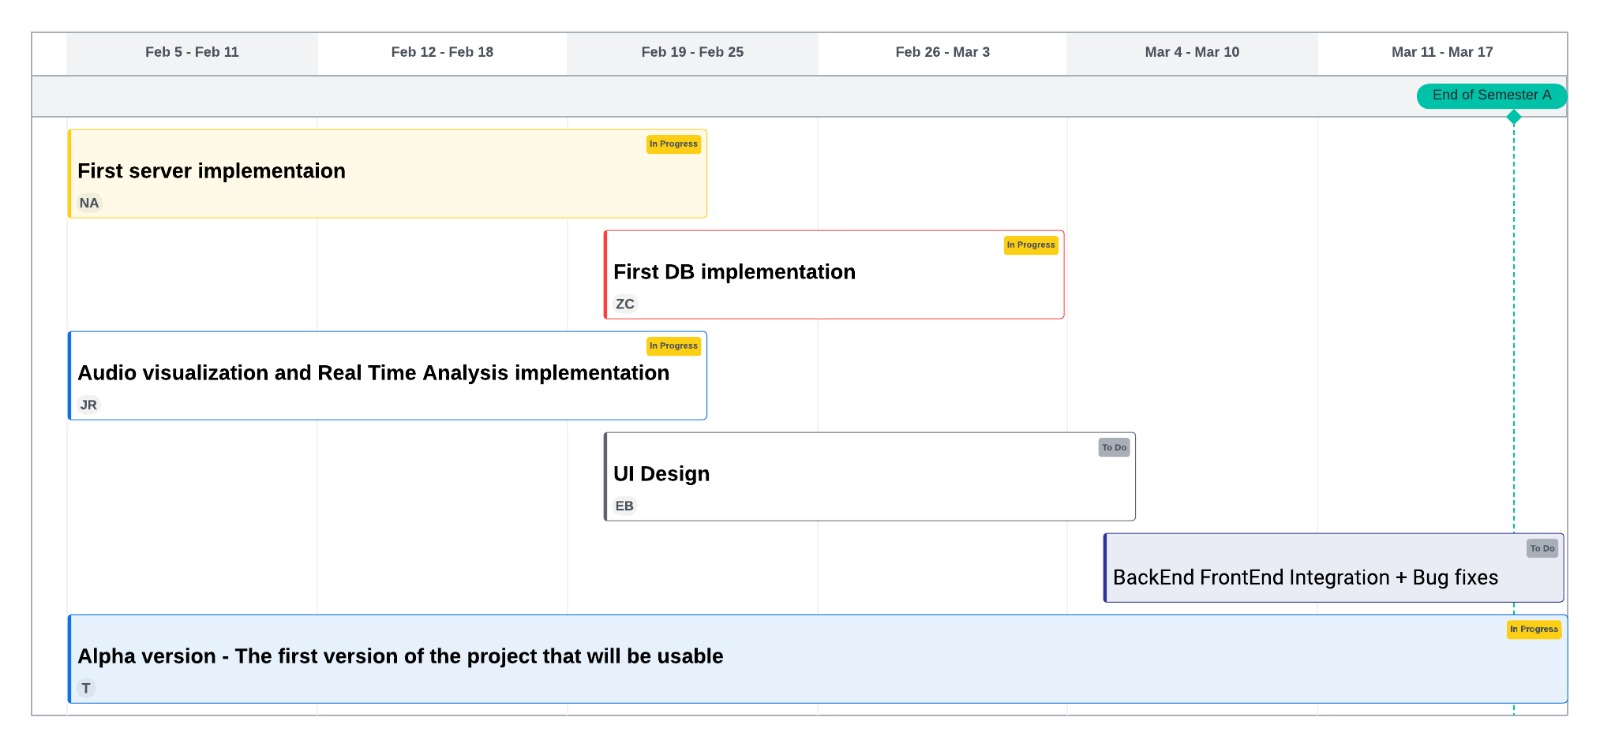 Feb 5 - Feb 11
Feb 12 - Feb 18
Feb 19 - Feb 25
Feb 26 - Mar 3
Mar 4 - Mar 10
Mar 11 - Mar 17
End of Semester A
In Progress
First server implementaion
NA
In Progress
First DB implementation
ZC
In Progress
Audio visualization and Real Time Analysis implementation
JR
To Do
UI Design
EB
To Do
BackEnd FrontEnd Integration + Bug fixes
In Progress
Alpha version - The first version of the project that will be usable
T